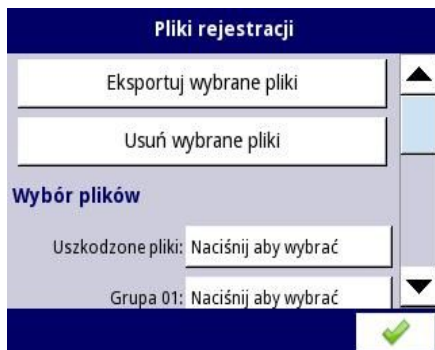 Pliki rejestracji
Eksportuj wybrane pliki
Usuń wybrane pliki
Wybór plików
Uszkodzone pliki: Naciśnij aby wybrać
Grupa 01: Naciśnij aby wybrać